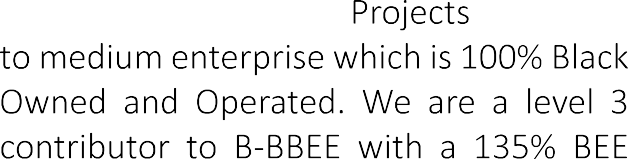 Projects
to medium enterprise which is 100% Black
Owned and Operated. We are a level 3
contributor to B-BBEE with a 135% BEE